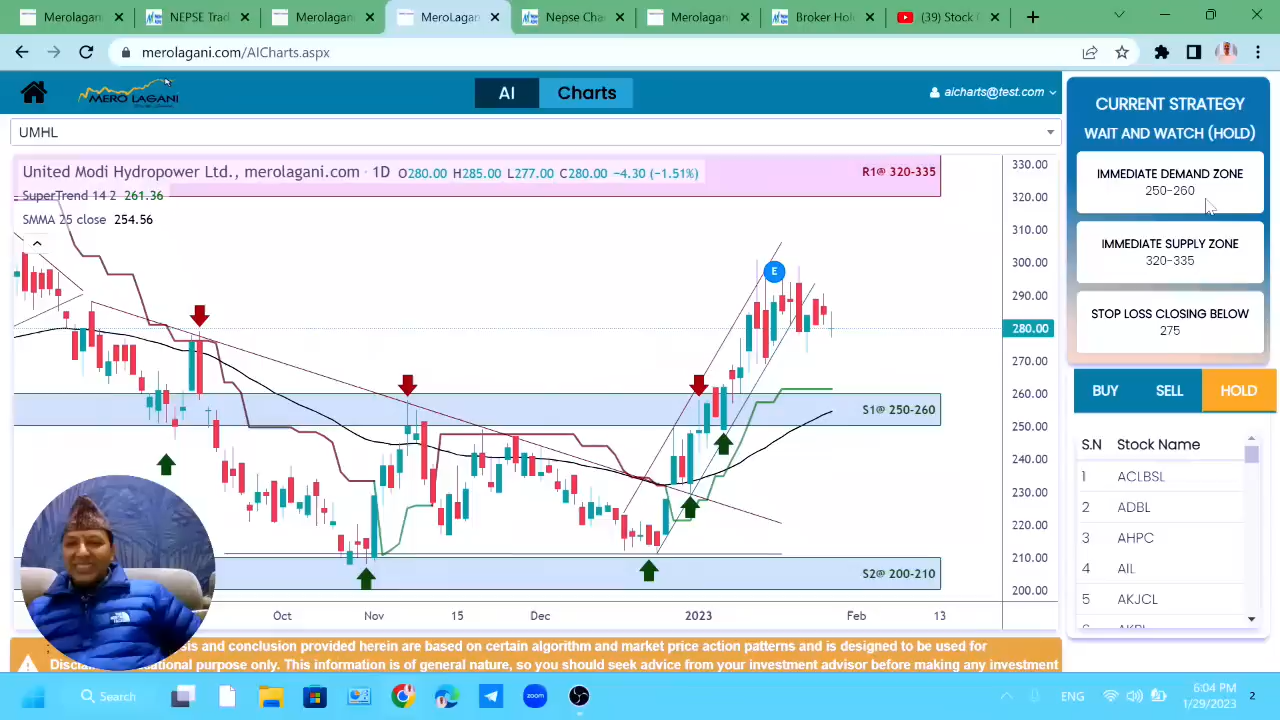 Merolagani
NEPSE Trad
Merolagani
MeroLagan
Nepse Cha
Merolagani
Broker Hol
(39) Stock
merolagani.com/AICharts.aspx
MERO LAGANI
AI
Charts
aicharts@test.com
UMHL
United Modi Hydropower Ltd., merolagani.com · 1D O280.00 H285.00 L277.00 C280.00 -4.30 (-1.51%)
SuperTrend 14 2 261.36
SMMA 25 close 254.56
R1@ 320-335
E
S1@ 250-260
S2@ 200-210
330.00
320.00
310.00
300.00
290.00
280.00
270.00
260.00
250.00
240.00
230.00
220.00
210.00
200.00
Oct
Nov
15
Dec
2023
Feb
13
CURRENT STRATEGY
WAIT AND WATCH (HOLD)
IMMEDIATE DEMAND ZONE
250-260
IMMEDIATE SUPPLY ZONE
320-335
STOP LOSS CLOSING BELOW
275
BUY
SELL
HOLD
S.N Stock Name
1 ACLBSL
2 ADBL
3 AHPC
4 AIL
5 AKJCL
and conclusion provided herein are based on certain algorithm and market price action patterns and is designed to be used for
purpose only. This information is of general nature, so you should seek advice from your investment advisor before making any investment
Search
zoom
ENG
6:04 PM
1/29/2023
2